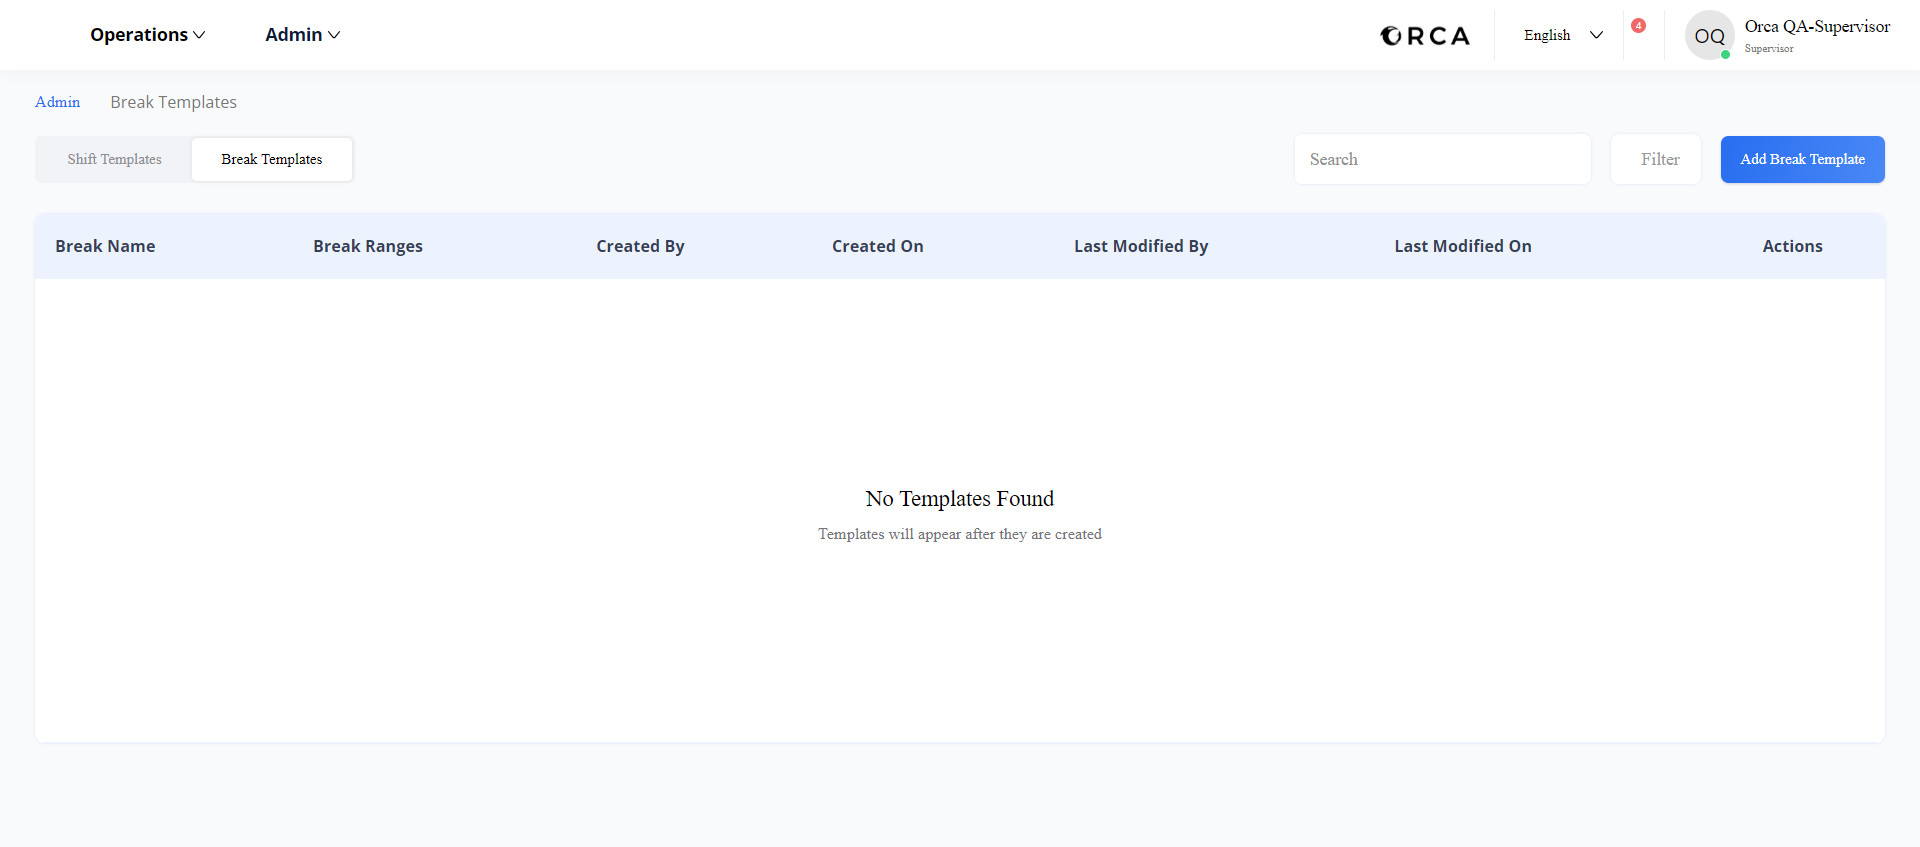 Operations Admin ORCA English 4 OQ Orca QA-Supervisor
Supervisor
Admin Break Templates
Shift Templates Break Templates Search Filter Add Break Template
Break Name Break Ranges Created By Created On Last Modified By Last Modified On Actions
No Templates Found
Templates will appear after they are created